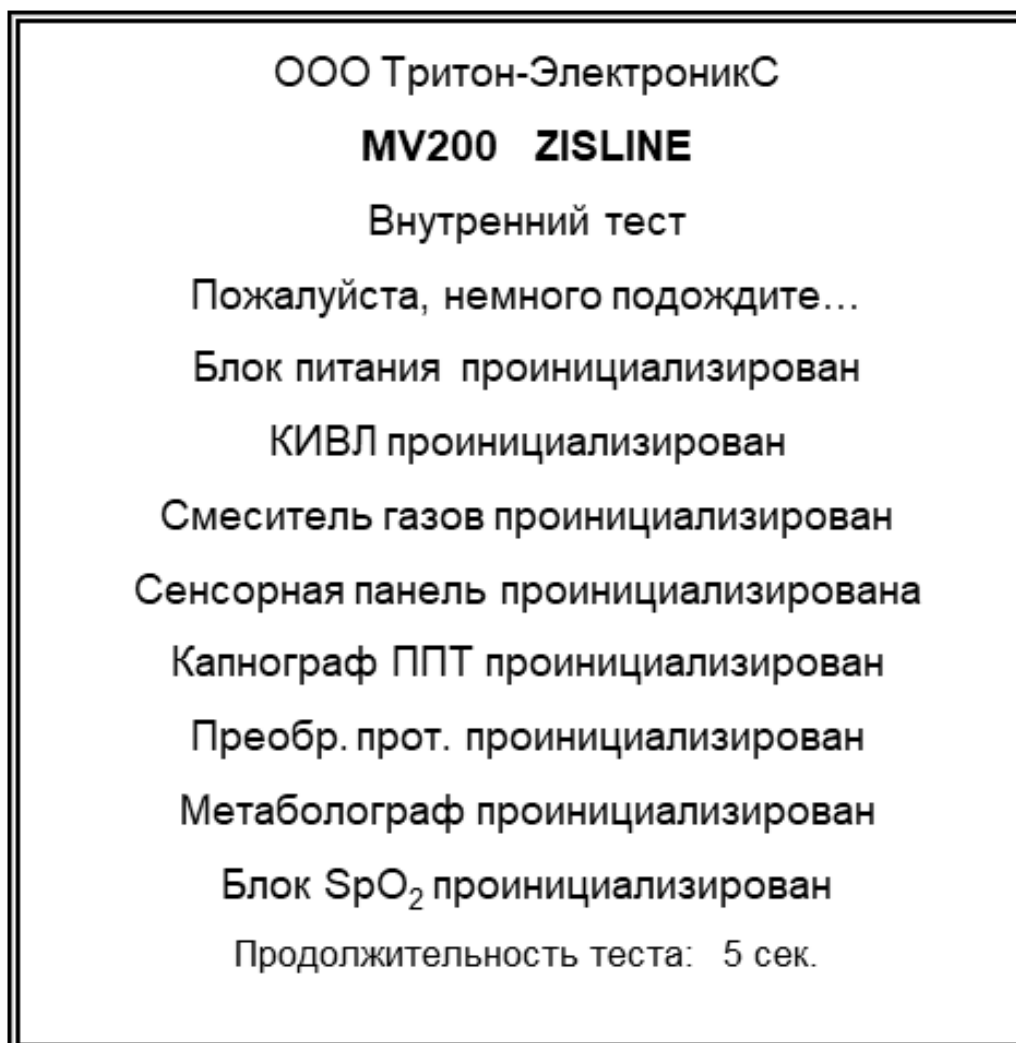 ООО Тритон-ЭлектроникС
MV200 ZISLINE
Внутренний тест
Пожалуйста, немного подождите…
Блок питания проинициализирован
КИВЛ проинициализирован
Смеситель газов проинициализирован
Сенсорная панель проинициализирована
Капнограф ППТ проинициализирован
Преобр. прот. проинициализирован
Метаболограф проинициализирован
Блок SpO₂ проинициализирован
Продолжительность теста: 5 сек.